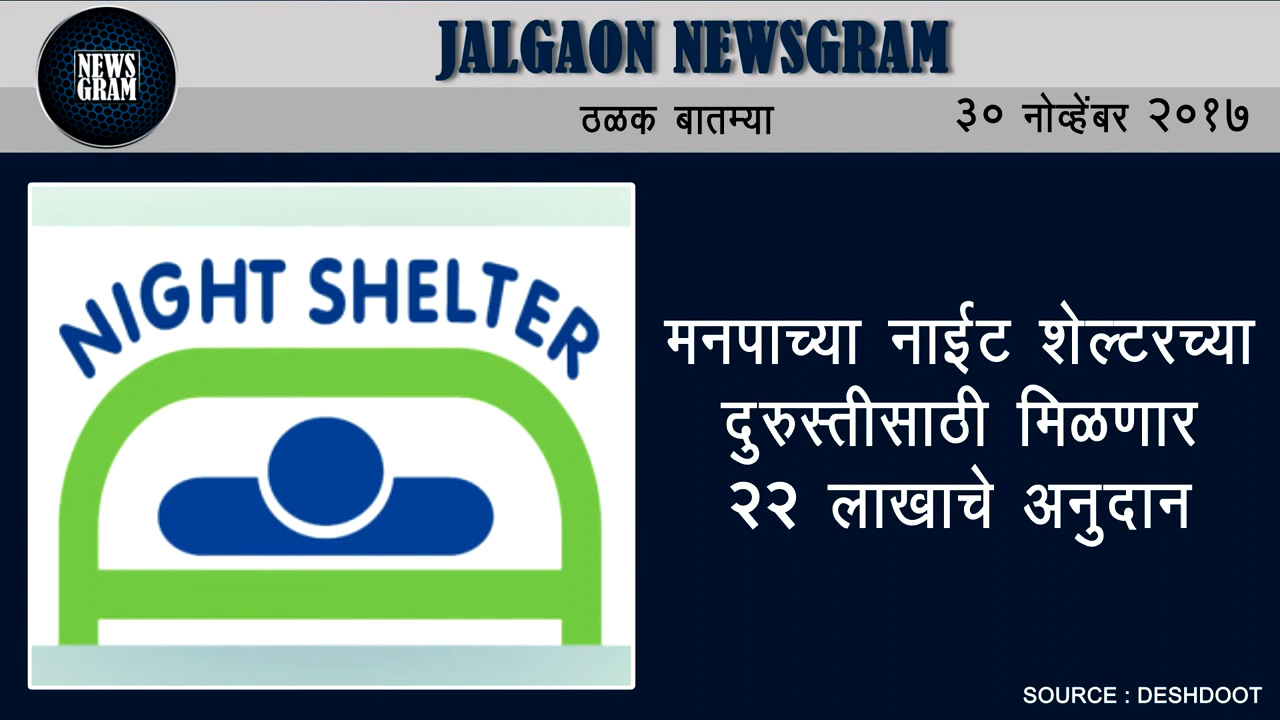 NEWS
GRAM
JALGAON NEWSGRAM
ठळक बातम्या
३० नोव्हेंबर २०१७
NIGHT SHELTER
मनपाच्या नाईट शेल्टरच्या
दुरुस्तीसाठी मिळणार
२२ लाखाचे अनुदान
SOURCE : DESHDOOT